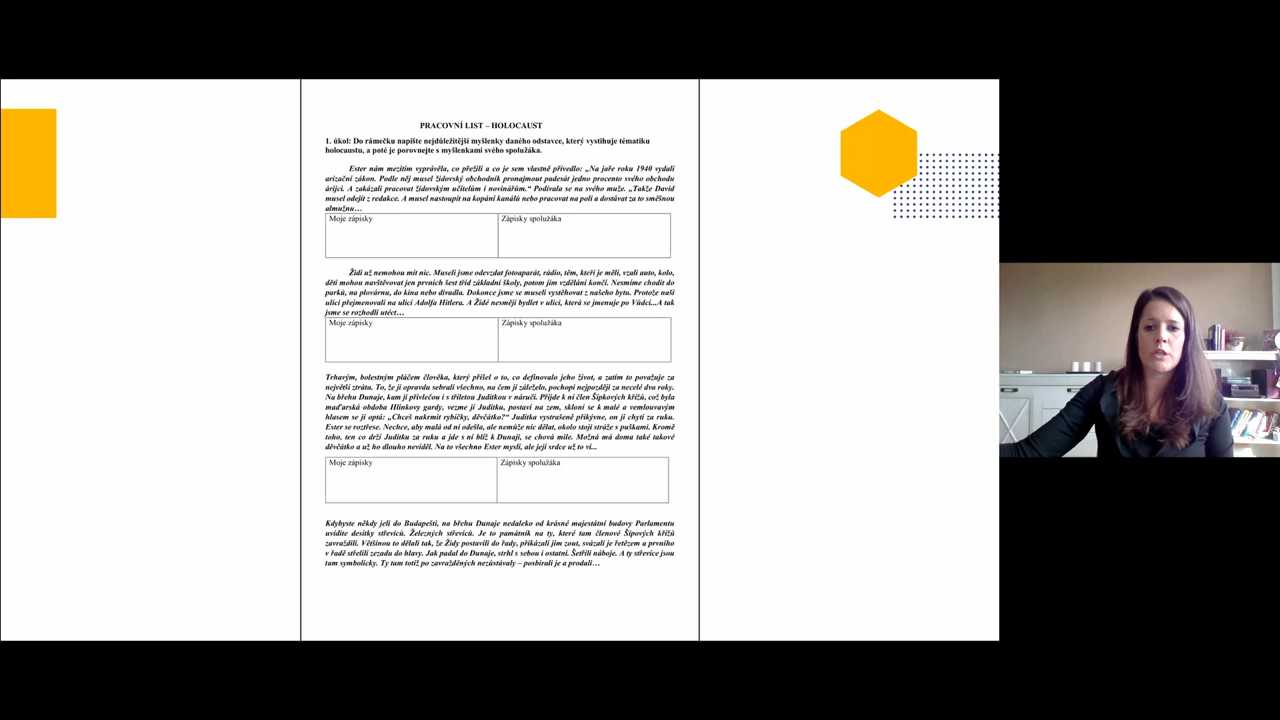 PRACOVNÍ LIST – HOLOCAUST
1. úkol: Do rámečku napište nejdůležitější myšlenky daného odstavce, který vystihuje tématiku
holocaustu, a poté je porovnejte s myšlenkami svého spolužáka.
Ester nám mezitím vyprávěla, co přežili a co je sem vlastně přivedlo: „Na jaře roku 1940 vydali
arizační zákon. Podle něj musel židovský obchodník pronajmout padesát jedno procento svého obchodu
árijci. A zakázali pracovat židovským učitelům i novinářům.“ Podívala se na svého muže. „Takže David
musel odejít z redakce. A musel nastoupit na kopání kanálů nebo pracovat na poli a dostávat za to směšnou
almužnu…
Moje zápisky
Zápisky spolužáka
Židi už nemohou mít nic. Museli jsme odevzdat fotoaparát, rádio, těm, kteří je měli, vzali auto, kolo,
děti mohou navštěvovat jen prvních šest tříd základní školy, potom jim vzdělání končí. Nesmíme chodit do
parků, na plovárnu, do kina nebo divadla. Dokonce jsme se museli vystěhovat z našeho bytu. Protože naši
ulici přejmenovali na ulici Adolfa Hitlera. A Židé nesmějí bydlet v ulici, která se jmenuje po Vůdci...A tak
jsme se rozhodli utéct…
Moje zápisky
Zápisky spolužáka
Trhavým, bolestným pláčem člověka, který přišel o to, co definovalo jeho život, a zatím to považuje za
největší ztrátu. To, že jí opravdu sebrali všechno, na čem jí záleželo, pochopí nejpozději za necelé dva roky.
Na břehu Dunaje, kam ji přivlečou i s tříletou Juditkou v náručí. Přijde k ní člen Šípkových křížů, což byla
maďarská obdoba Hlinkovy gardy, vezme jí Juditku, postaví na zem, skloní se k malé a vemlouvavým
hlasem se jí optá: „Chceš nakrmit rybičky, děvčátko?“ Juditka vystrašeně přikývne, on ji chytí za ruku.
Ester se roztřese. Nechce, aby malá od ní odešla, ale nemůže nic dělat, okolo stojí stráže s puškami. Kromě
toho, ten co drží Juditku za ruku a jde s ní blíž k Dunaji, se chová mile. Možná má doma také takové
děvčátko a už ho dlouho neviděl. Na to všechno Ester myslí, ale její srdce už to ví...
Moje zápisky
Zápisky spolužáka
Kdybyste někdy jeli do Budapešti, na břehu Dunaje nedaleko od krásné majestátní budovy Parlamentu
uvidíte desítky střevíců. Železných střevíců. Je to památník na ty, které tam členové Šípových křížů
zavraždili. Většinou to dělali tak, že Židy postavili do řady, přikázali jim zout, svázali je řetězem a prvního
v řadě střelili zezadu do hlavy. Jak padal do Dunaje, strhl s sebou i ostatní. Šetřili náboje. A ty střevíce jsou
tam symbolicky. Ty tam totiž po zavražděných nezůstávaly – posbírali je a prodali…